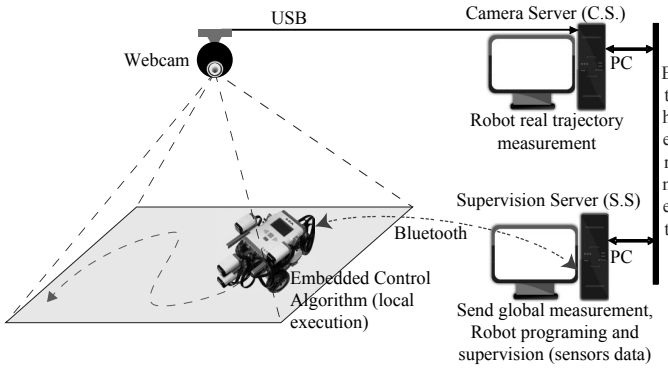 USB
Camera Server (C.S.)
Webcam
PC
Robot real trajectory
measurement
Ethernet
Supervision Server (S.S)
Bluetooth
PC
Embedded Control
Algorithm (local
execution)
Send global measurement,
Robot programing and
supervision (sensors data)